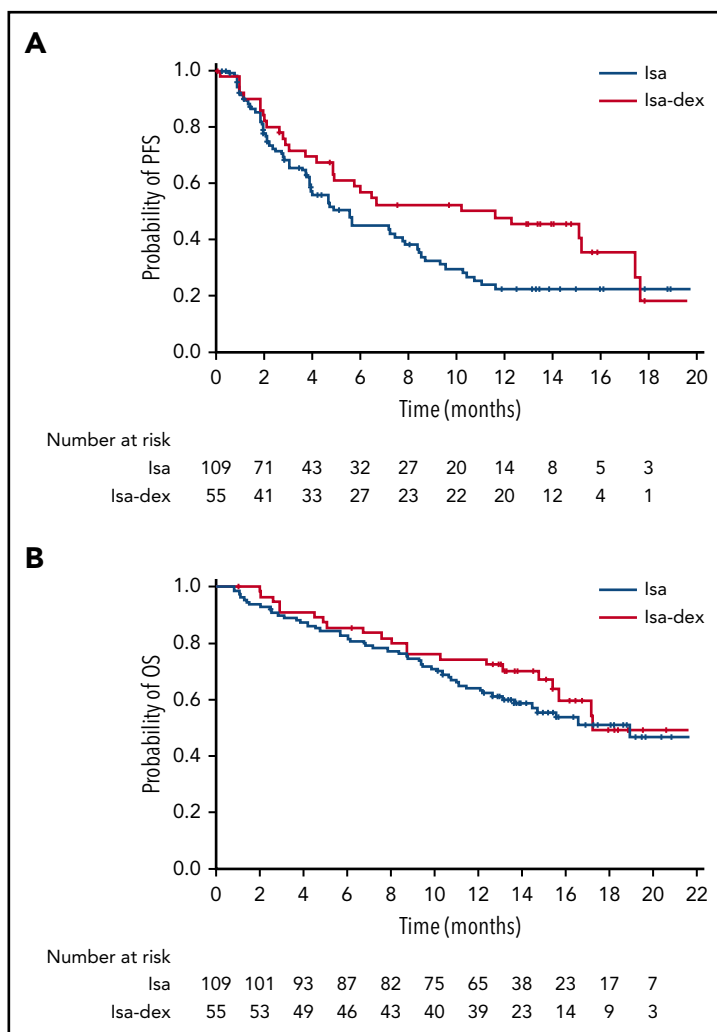 A
1.0
0.8
0.6
0.4
0.2
0.0
Probability of PFS
Isa
Isa-dex
0 2 4 6 8 10 12 14 16 18 20
Time (months)
Number at risk
Isa 109 71 43 32 27 20 14 8 5 3
Isa-dex 55 41 33 27 23 22 20 12 4 1
B
1.0
0.8
0.6
0.4
0.2
0.0
Probability of OS
Isa
Isa-dex
0 2 4 6 8 10 12 14 16 18 20 22
Time (months)
Number at risk
Isa 109 101 93 87 82 75 65 38 23 17 7
Isa-dex 55 53 49 46 43 40 39 23 14 9 3